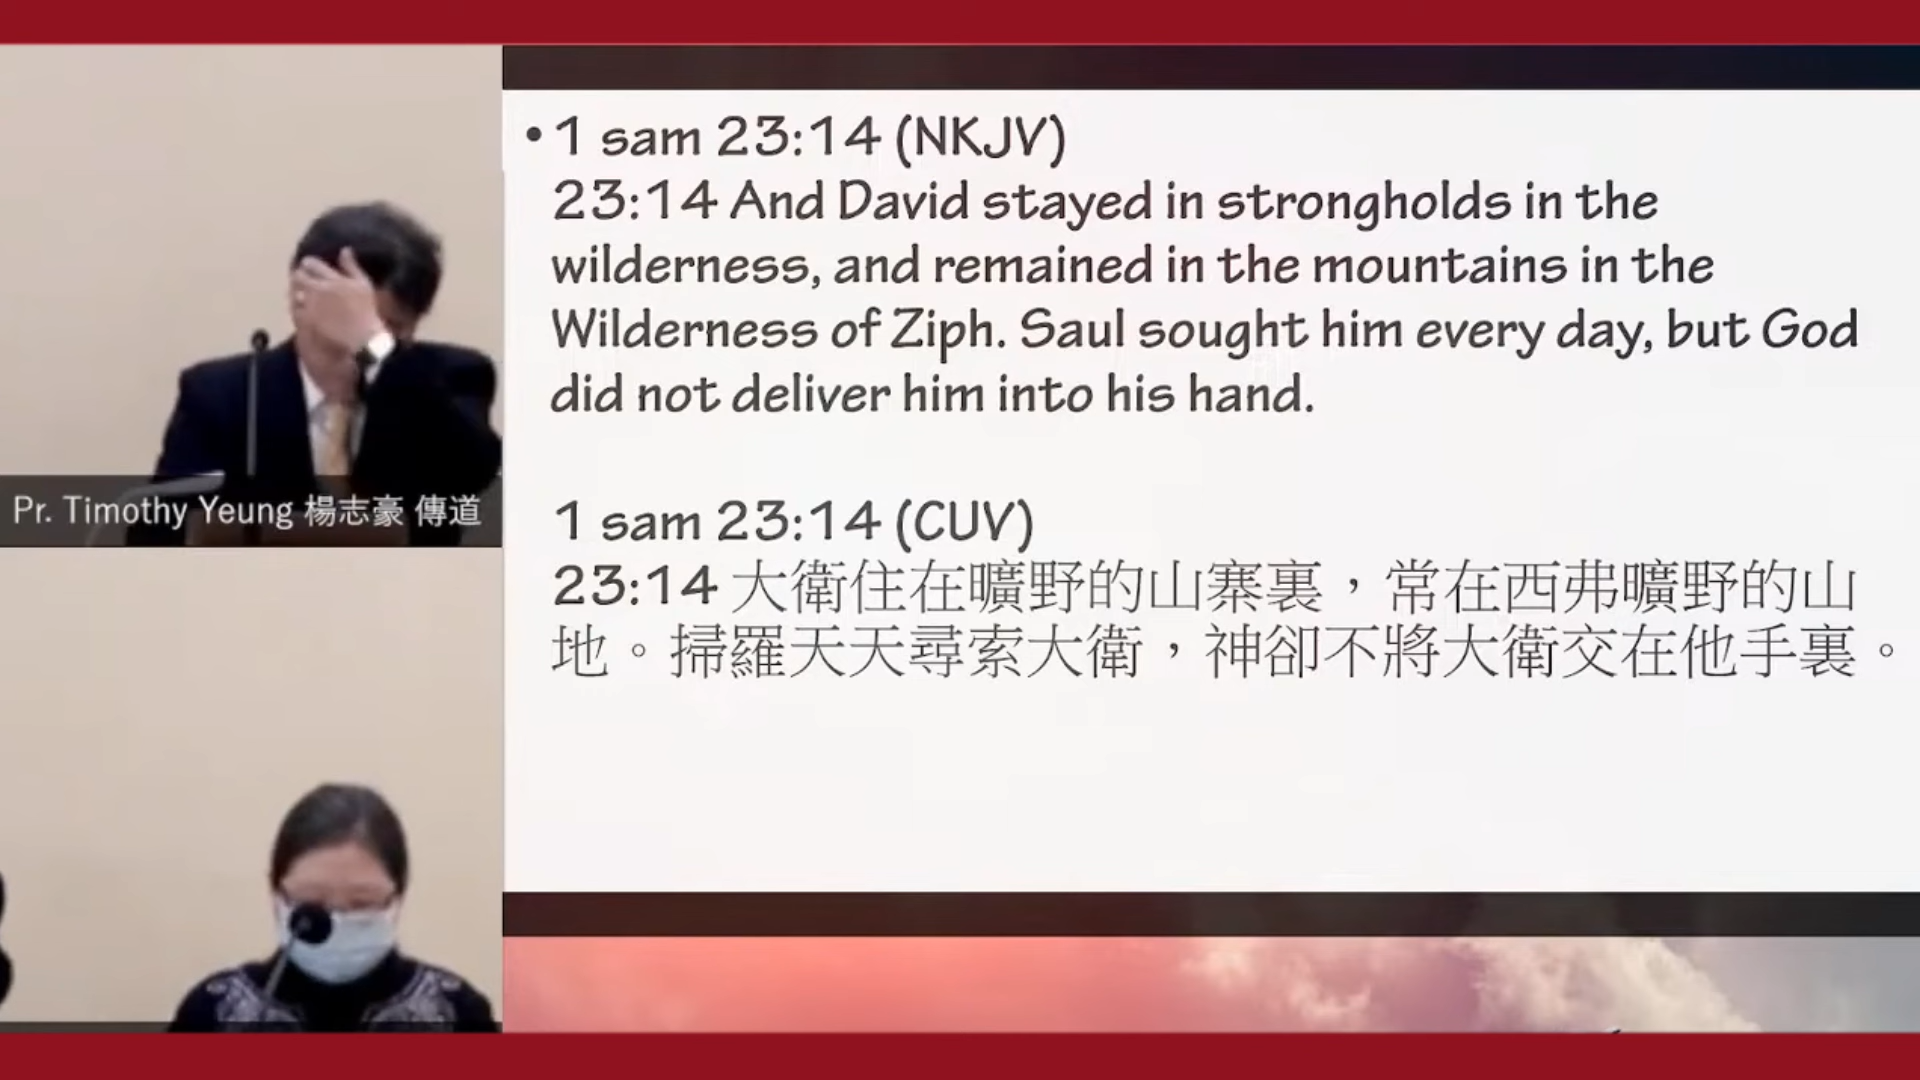 • 1 sam 23:14 (NKJV)
23:14 And David stayed in strongholds in the
wilderness, and remained in the mountains in the
Wilderness of Ziph. Saul sought him every day, but God
did not deliver him into his hand.
1 sam 23:14 (CUV)
23:14 大衛住在曠野的山寨裏，常在西弗曠野的山
地。掃羅天天尋索大衛，神卻不將大衛交在他手裏。
Pr. Timothy Yeung 楊志豪 傳道